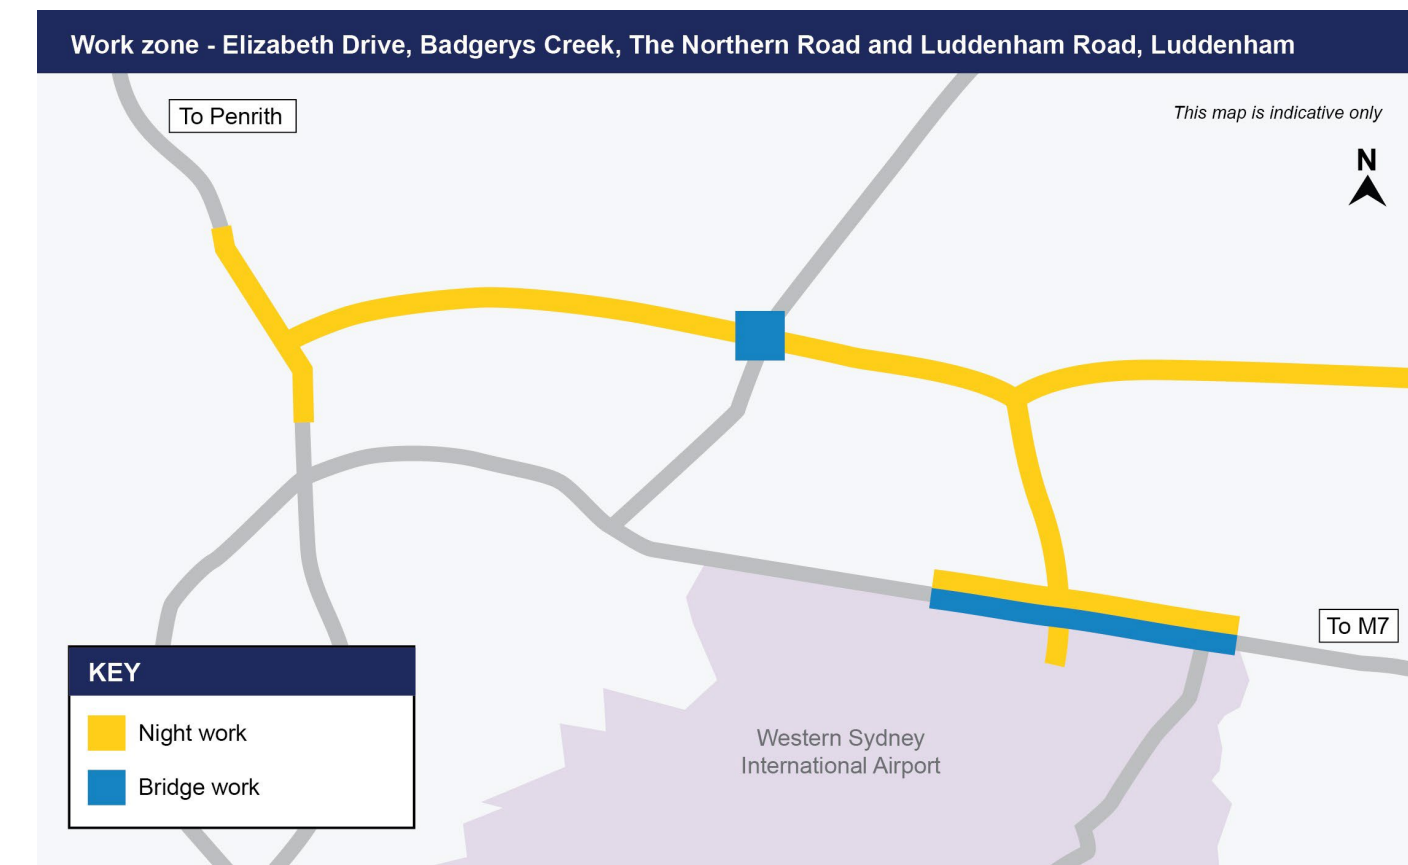 Work zone - Elizabeth Drive, Badgerys Creek, The Northern Road and Luddenham Road, Luddenham
To Penrith
This map is indicative only
N
To M7
KEY
Night work
Bridge work
Western Sydney
International Airport